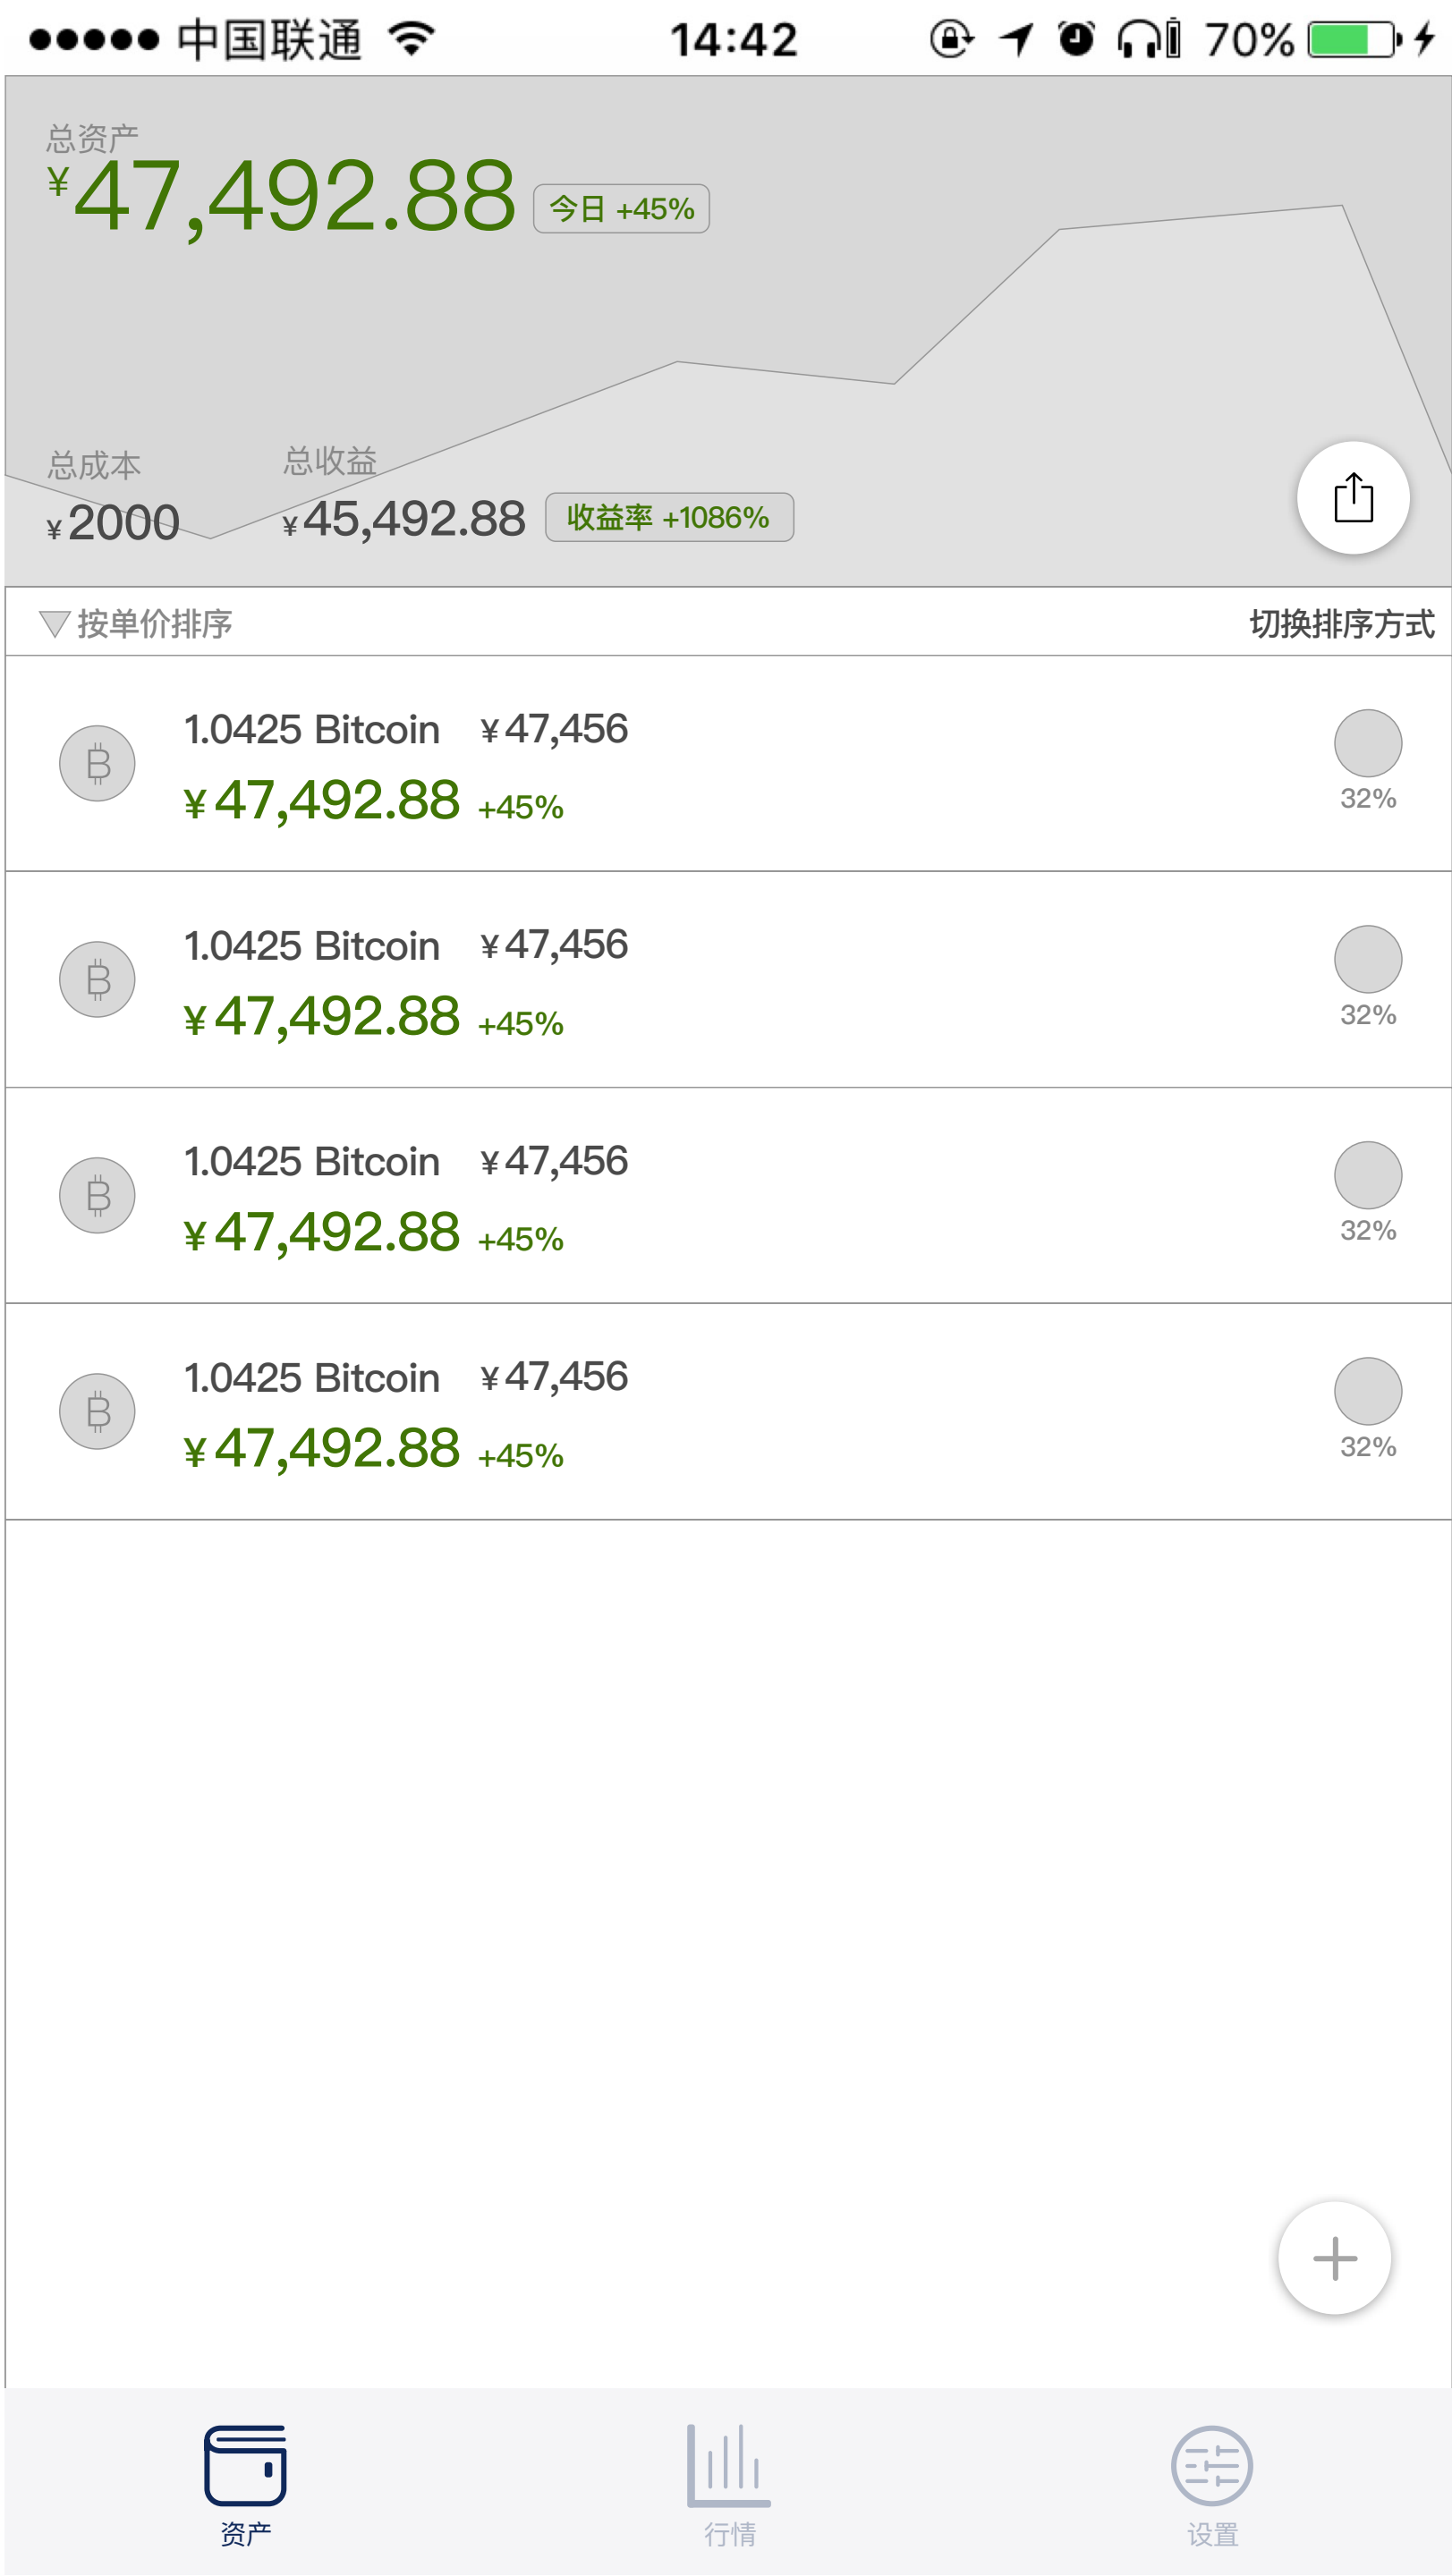 中国联通 14:42 70%
总资产
¥47,492.88 今日 +45%
总成本 总收益
¥2000 ¥45,492.88 收益率 +1086%
按单价排序 切换排序方式
1.0425 Bitcoin ¥47,456
¥47,492.88 +45%
32%
1.0425 Bitcoin ¥47,456
¥47,492.88 +45%
32%
1.0425 Bitcoin ¥47,456
¥47,492.88 +45%
32%
1.0425 Bitcoin ¥47,456
¥47,492.88 +45%
32%
资产 行情 设置